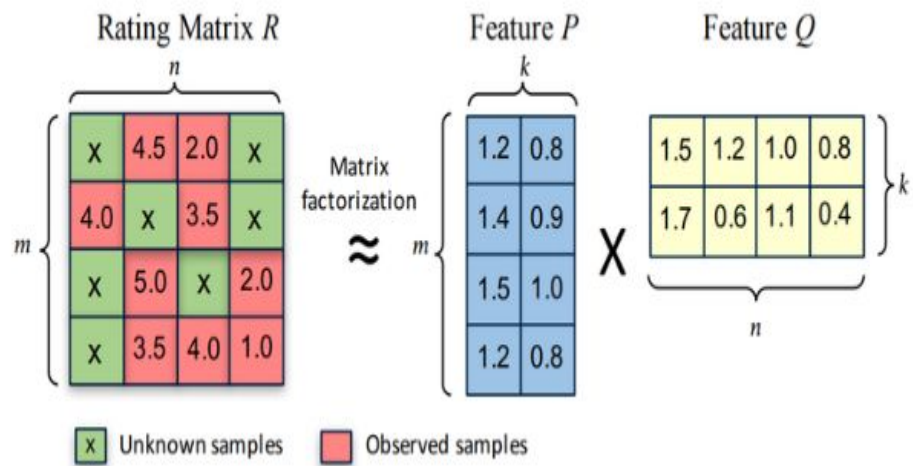 Rating Matrix R
Feature P
Feature Q
n
k
m
x 4.5 2.0 x
4.0 x 3.5 x
x 5.0 x 2.0
x 3.5 4.0 1.0
Matrix
factorization
≈
m
1.2 0.8
1.4 0.9
1.5 1.0
1.2 0.8
X
1.5 1.2 1.0 0.8
1.7 0.6 1.1 0.4
k
n
x Unknown samples
Observed samples